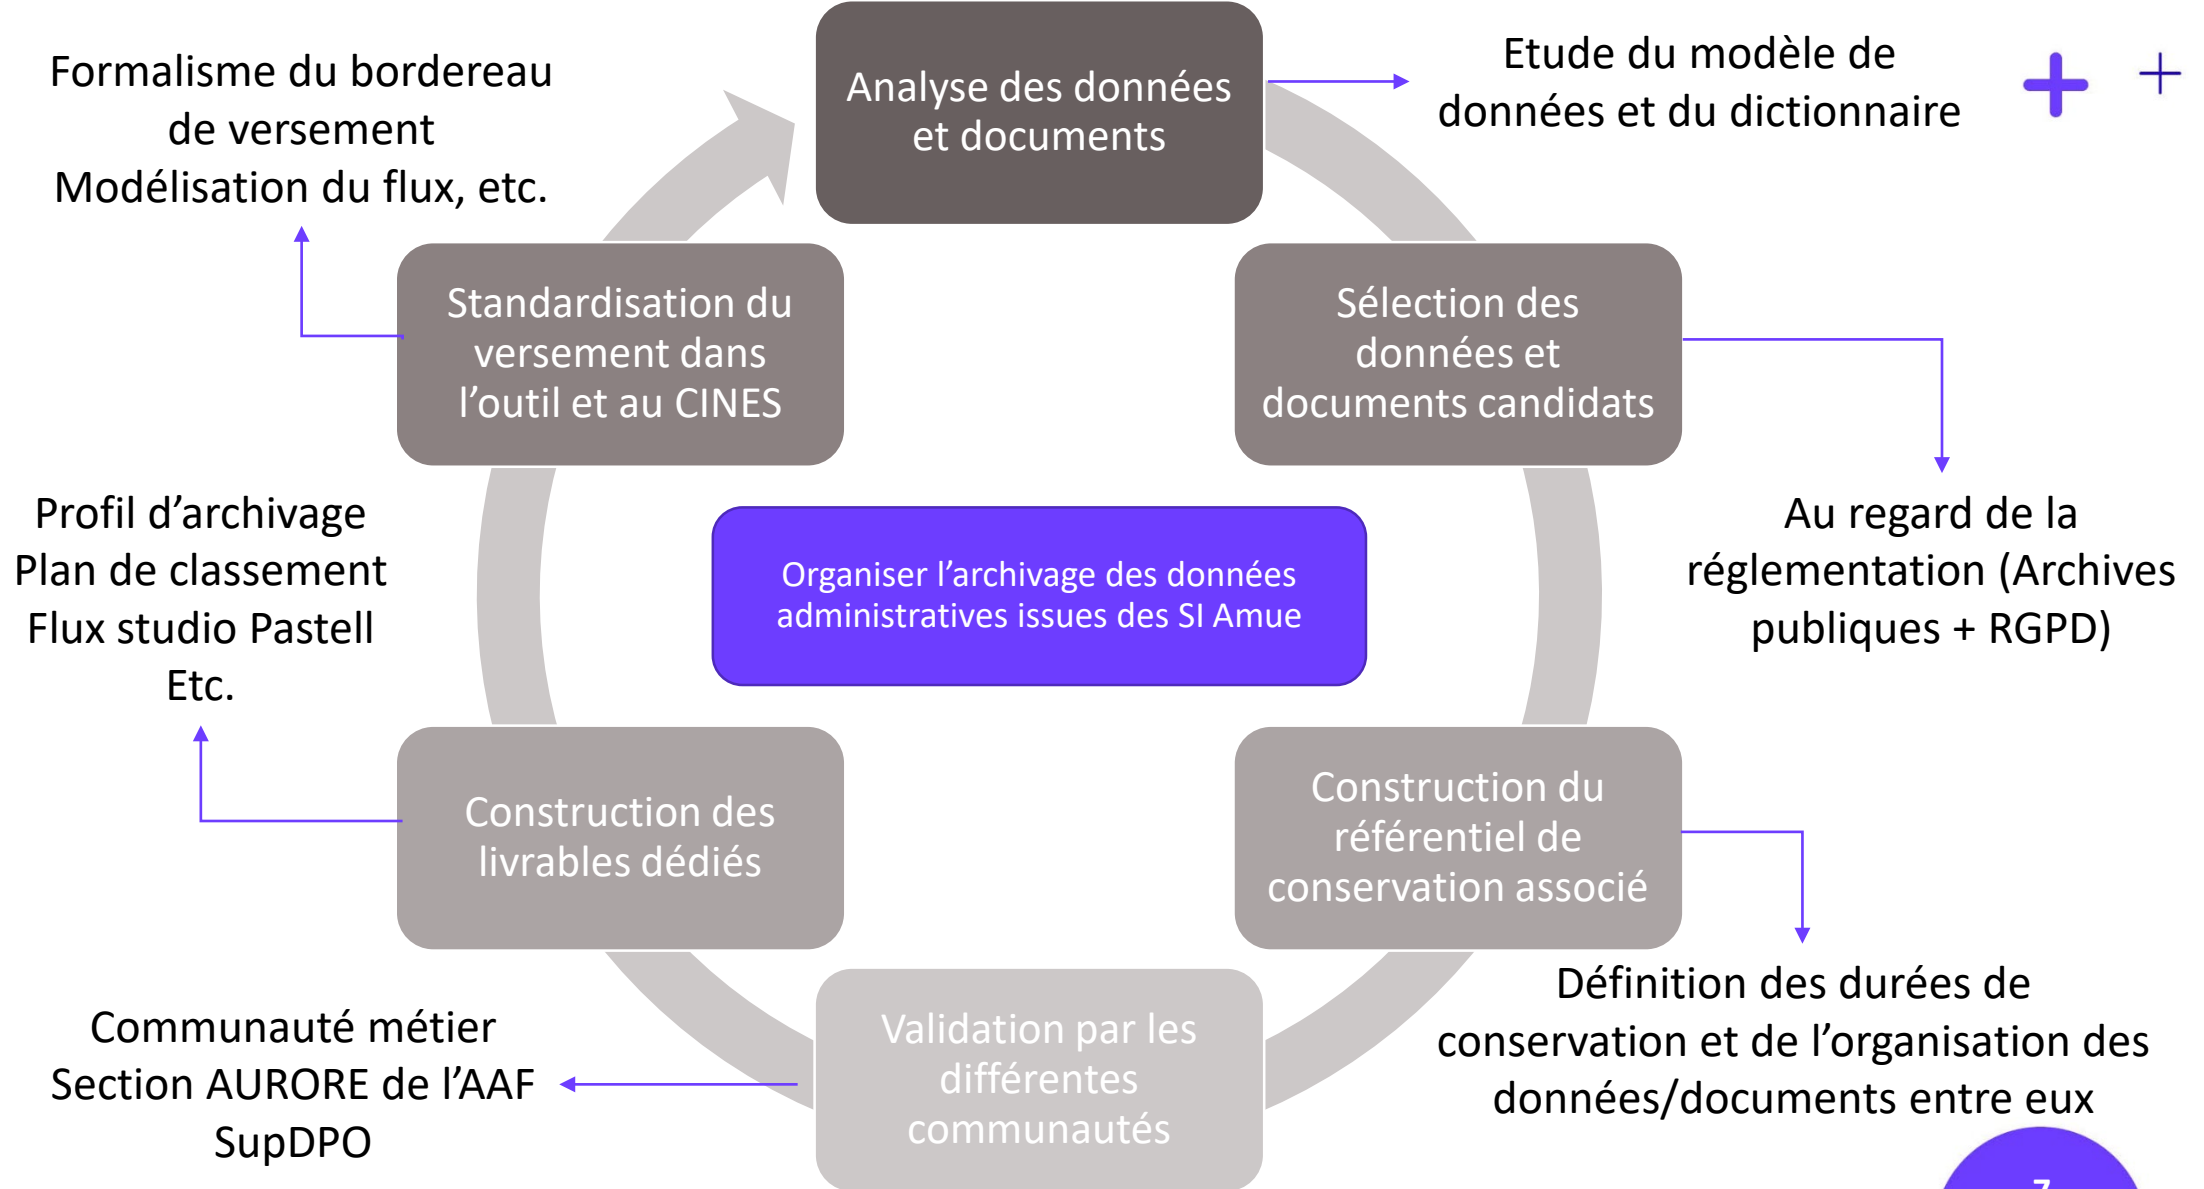 Analyse des données
et documents
Etude du modèle de
données et du dictionnaire
Sélection des
données et
documents candidats
Au regard de la
réglementation (Archives
publiques + RGPD)
Construction du
référentiel de
conservation associé
Définition des durées de
conservation et de l’organisation des
données/documents entre eux
Validation par les
différentes
communautés
Communauté métier
Section AURORE de l’AAF
SupDPO
Construction des
livrables dédiés
Profil d’archivage
Plan de classement
Flux studio Pastell
Etc.
Standardisation du
versement dans
l’outil et au CINES
Formalisme du bordereau
de versement
Modélisation du flux, etc.
Organiser l’archivage des données
administratives issues des SI Amue
7